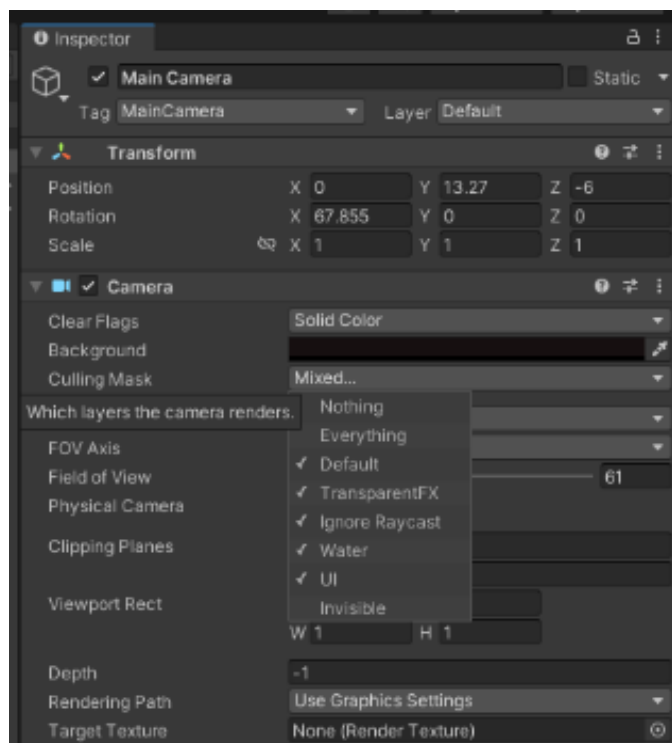 Inspector
Main Camera Static
Tag MainCamera Layer Default
Transform
Position X 0 Y 13.27 Z -6
Rotation X 67.855 Y 0 Z 0
Scale X 1 Y 1 Z 1
Camera
Clear Flags Solid Color
Background
Culling Mask Mixed...
Which layers the camera renders.
Nothing
Everything
FOV Axis
Default
Field of View 61
TransparentFX
Physical Camera
Ignore Raycast
Clipping Planes
Water
UI
Viewport Rect
Invisible
W 1 H 1
Depth -1
Rendering Path Use Graphics Settings
Target Texture None (Render Texture)